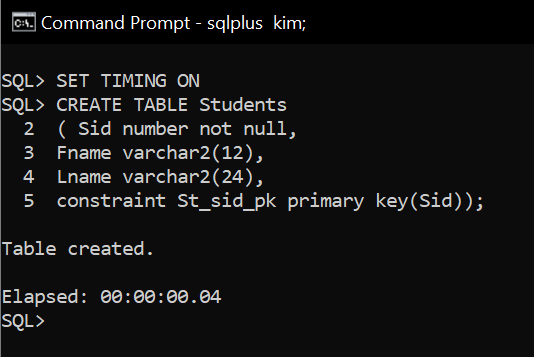 Command Prompt - sqlplus  kim;
SQL> SET TIMING ON
SQL> CREATE TABLE Students
  2  ( Sid number not null,
  3  Fname varchar2(12),
  4  Lname varchar2(24),
  5  constraint St_sid_pk primary key(Sid));
Table created.
Elapsed: 00:00:00.04
SQL>